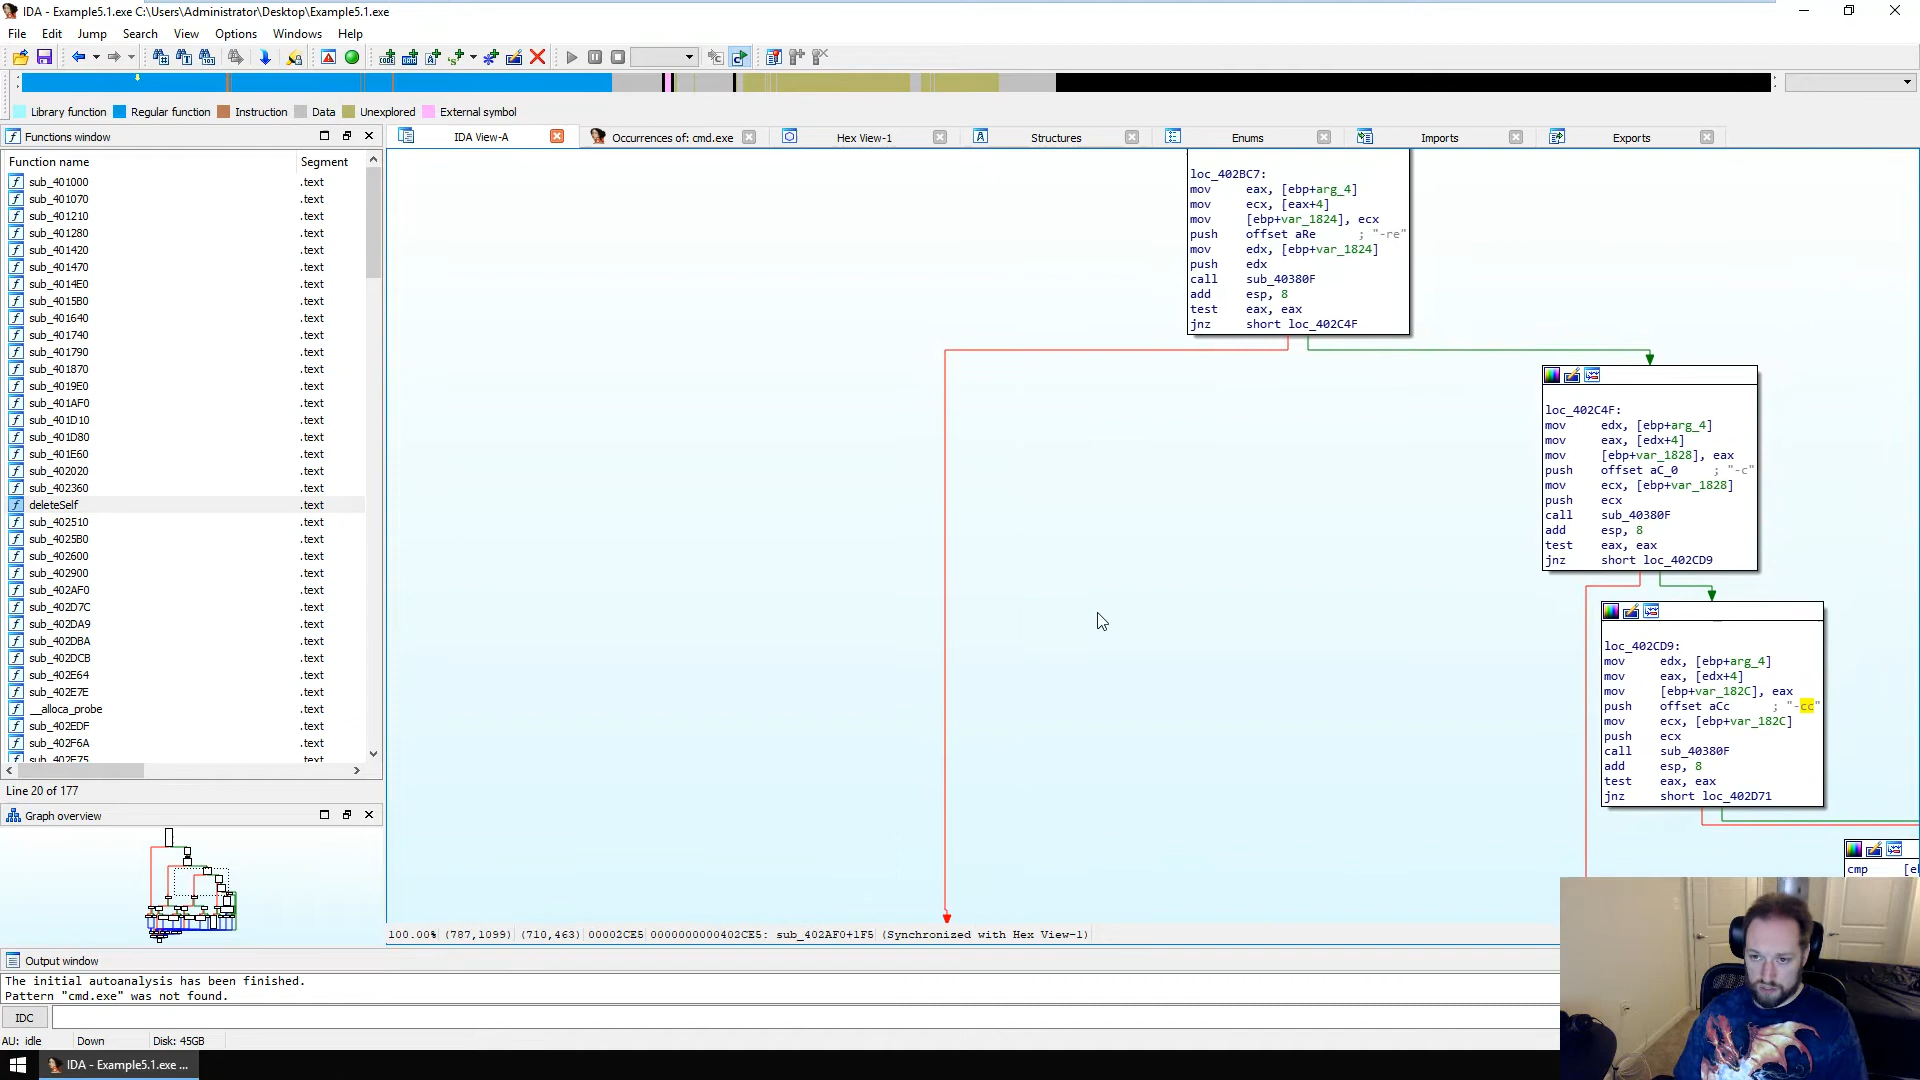 IDA - Example5.1.exe C:\Users\Administrator\Desktop\Example5.1.exe
File Edit Jump Search View Options Windows Help
Library function Regular function Instruction Data Unexplored External symbol
Functions window
IDA View-A
Occurrences of: cmd.exe
Hex View-1
Structures
Enums
Imports
Exports
Function name Segment
sub_401000 .text
sub_401070 .text
sub_401210 .text
sub_401280 .text
sub_401420 .text
sub_401470 .text
sub_4014E0 .text
sub_4015B0 .text
sub_401640 .text
sub_401740 .text
sub_401790 .text
sub_401870 .text
sub_4019E0 .text
sub_401AF0 .text
sub_401D10 .text
sub_401D80 .text
sub_401E60 .text
sub_402020 .text
sub_402360 .text
deleteSelf .text
sub_402510 .text
sub_4025B0 .text
sub_402600 .text
sub_402900 .text
sub_402AF0 .text
sub_402D7C .text
sub_402DA9 .text
sub_402DBA .text
sub_402DCB .text
sub_402E64 .text
sub_402E7E .text
__alloca_probe .text
sub_402EDF .text
sub_402F6A .text
sub_402F75 .text
Line 20 of 177
Graph overview
loc_402BC7:
mov eax, [ebp+arg_4]
mov ecx, [eax+4]
mov [ebp+var_1824], ecx
push offset aRe ; "-re"
mov edx, [ebp+var_1824]
push edx
call sub_40380F
add esp, 8
test eax, eax
jnz short loc_402C4F
loc_402C4F:
mov edx, [ebp+arg_4]
mov eax, [edx+4]
mov [ebp+var_1828], eax
push offset aC_0 ; "-c"
mov ecx, [ebp+var_1828]
push ecx
call sub_40380F
add esp, 8
test eax, eax
jnz short loc_402CD9
loc_402CD9:
mov edx, [ebp+arg_4]
mov eax, [edx+4]
mov [ebp+var_182C], eax
push offset aCc ; "-cc"
mov ecx, [ebp+var_182C]
push ecx
call sub_40380F
add esp, 8
test eax, eax
jnz short loc_402D71
cmp [e
100.00% (787,1099) (710,463) 00002CE5 0000000000402CE5: sub_402AF0+1F5 (Synchronized with Hex View-1)
Output window
The initial autoanalysis has been finished.
Pattern "cmd.exe" was not found.
IDC
AU: idle Down Disk: 45GB
IDA - Example5.1.exe ...